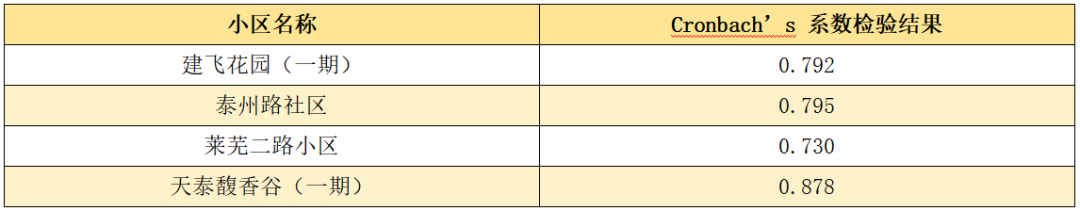 小区名称 Cronbach’s 系数检验结果
建飞花园（一期） 0.792
泰州路社区 0.795
莱芜二路小区 0.730
天泰馥香谷（一期） 0.878